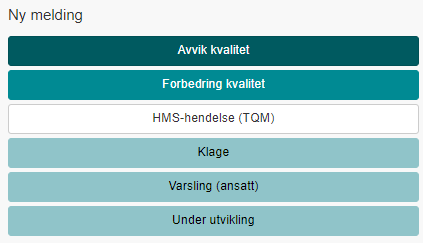 Ny melding
Avvik kvalitet
Forbedring kvalitet
HMS-hendelse (TQM)
Klage
Varsling (ansatt)
Under utvikling